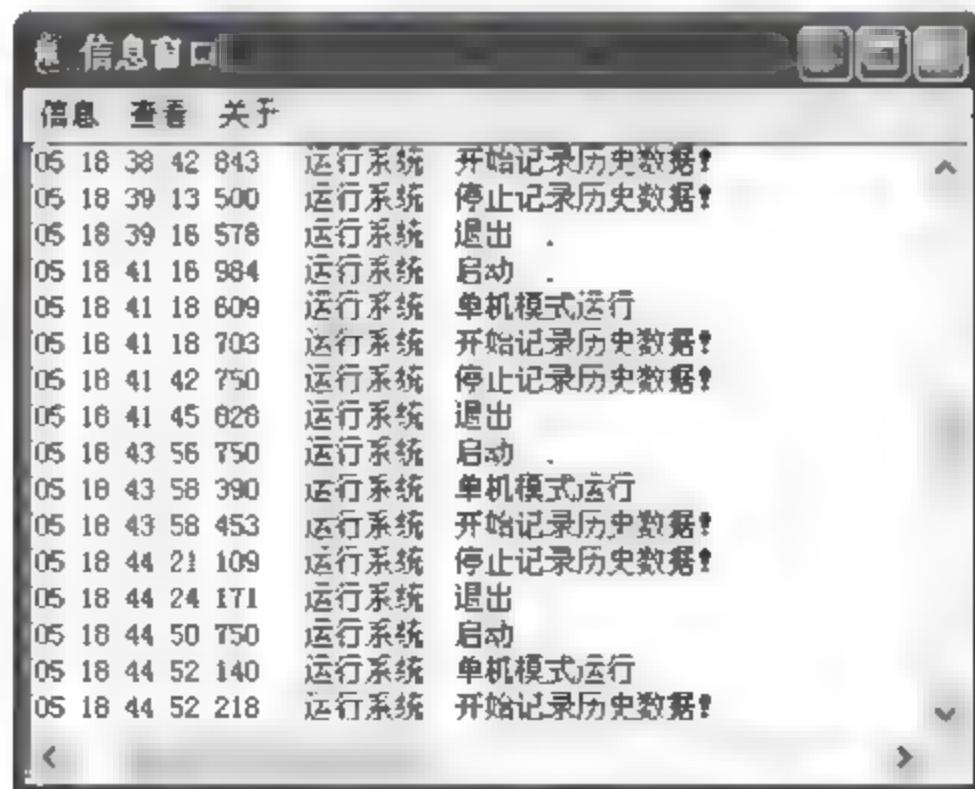 信息窗口
信息 查看 关于
05 18 38 42 843 运行系统 开始记录历史数据!
05 18 39 13 500 运行系统 停止记录历史数据!
05 18 39 16 578 运行系统 退出 .
05 18 41 16 984 运行系统 启动 .
05 18 41 18 609 运行系统 单机模式运行
05 18 41 18 703 运行系统 开始记录历史数据!
05 18 41 42 750 运行系统 停止记录历史数据!
05 18 41 45 828 运行系统 退出
05 18 43 56 750 运行系统 启动 .
05 18 43 58 390 运行系统 单机模式运行
05 18 43 58 453 运行系统 开始记录历史数据!
05 18 44 21 109 运行系统 停止记录历史数据!
05 18 44 24 171 运行系统 退出
05 18 44 50 750 运行系统 启动
05 18 44 52 140 运行系统 单机模式运行
05 18 44 52 218 运行系统 开始记录历史数据!